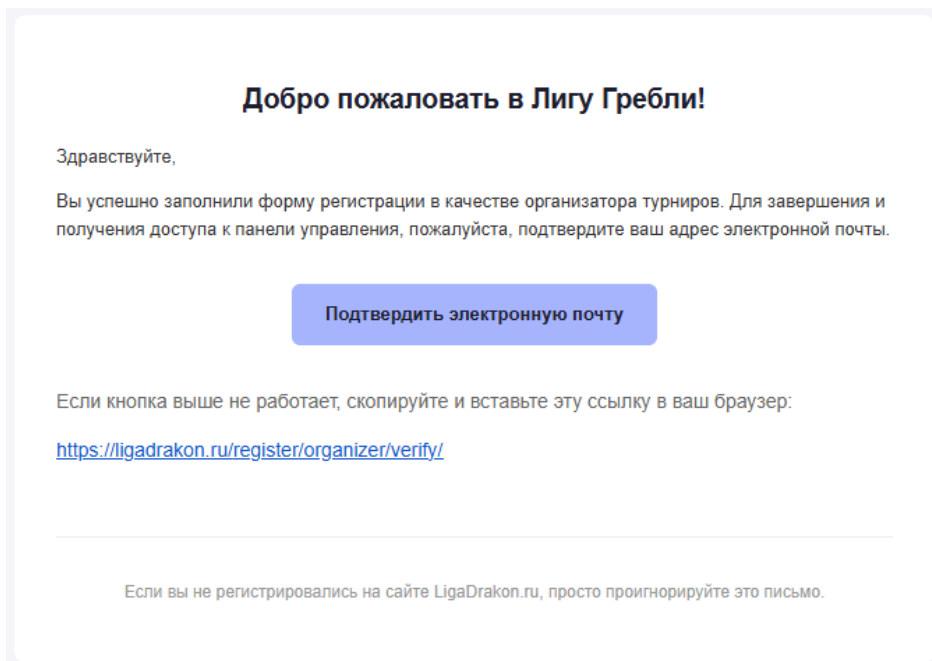 Добро пожаловать в Лигу Гребли!
Здравствуйте,
Вы успешно заполнили форму регистрации в качестве организатора турниров. Для завершения и
получения доступа к панели управления, пожалуйста, подтвердите ваш адрес электронной почты.
Подтвердить электронную почту
Если кнопка выше не работает, скопируйте и вставьте эту ссылку в ваш браузер:
https://ligadrakon.ru/register/organizer/verify/
Если вы не регистрировались на сайте LigaDrakon.ru, просто проигнорируйте это письмо.